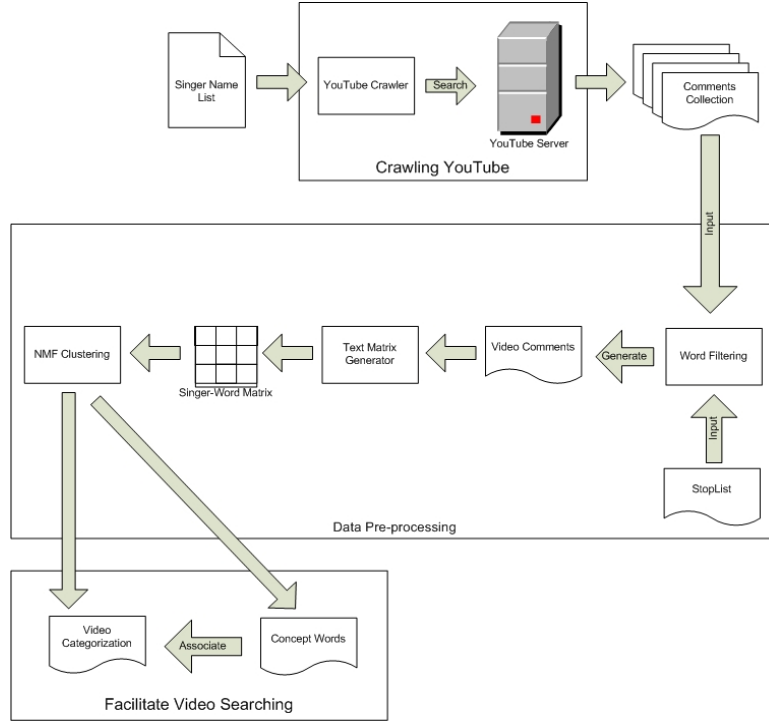 Singer Name
List
YouTube Crawler
Search
YouTube Server
Comments
Collection
Crawling YouTube
Input
NMF Clustering
Singer-Word Matrix
Text Matrix
Generator
Video Comments
Generate
Word Filtering
Input
StopList
Data Pre-processing
Video
Categorization
Associate
Concept Words
Facilitate Video Searching